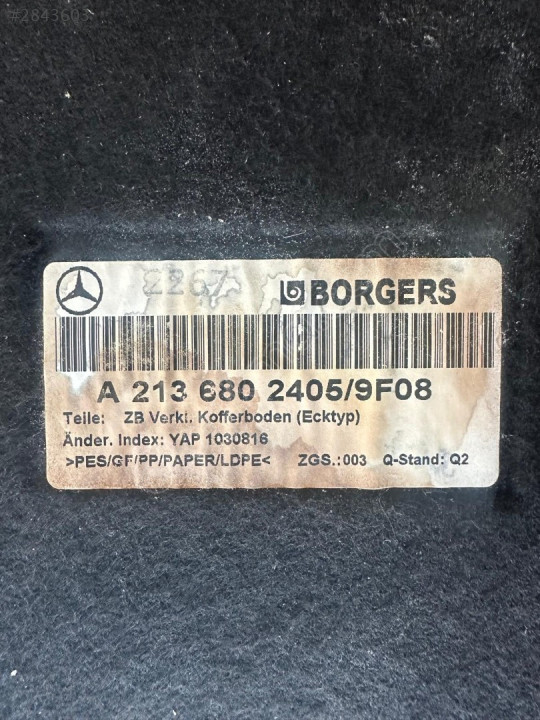 #2843603
2267
BORGERS
A 213 680 2405/9F08
Teile: ZB Verkl. Kofferboden (Ecktyp)
Änder. Index: YAP 1030816
>PES/GF/PP/PAPER/LDPE< ZGS.:003 Q-Stand: Q2